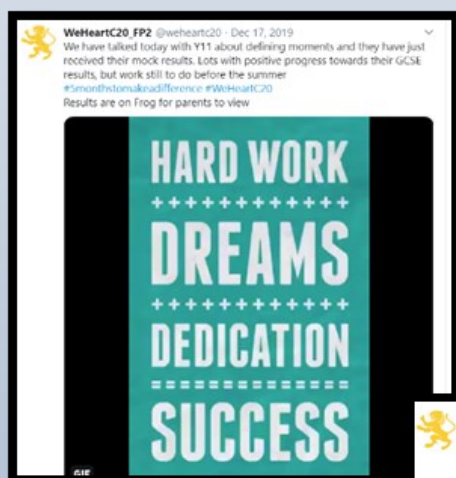 WeHeartC20_FP2 @weheartc20 · Dec 17, 2019
We have talked today with Y11 about defining moments and they have just
received their mock results. Lots with positive progress towards their GCSE
results, but work still to do before the summer
#5monthstomakeadifference #WeHeartC20
Results are on Frog for parents to view
HARD WORK
++++++++++++
DREAMS
++++++++++++
DEDICATION
=============
SUCCESS
GIF